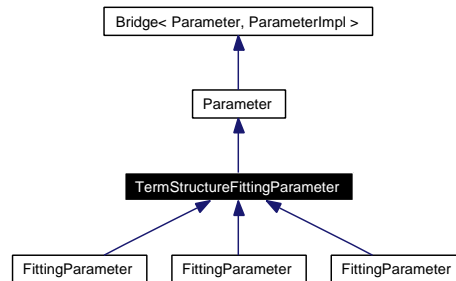 Bridge< Parameter, ParameterImpl >
Parameter
TermStructureFittingParameter
FittingParameter
FittingParameter
FittingParameter